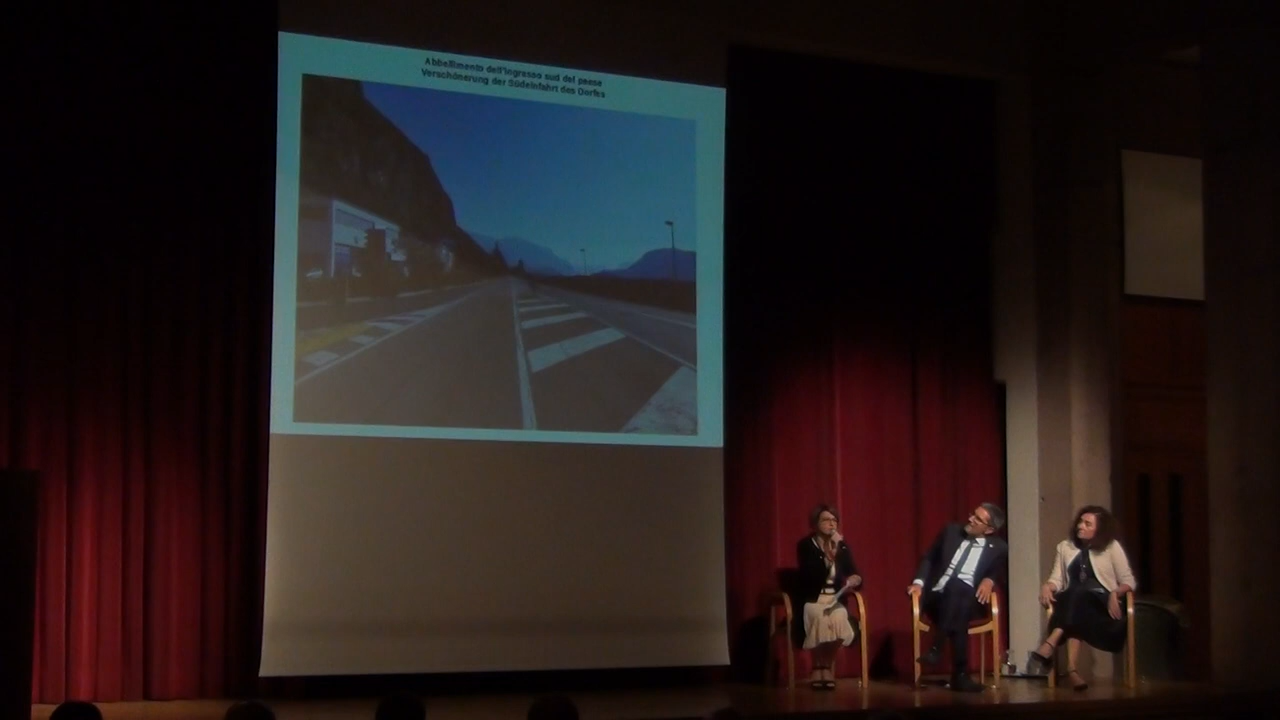 Abbellimento dell'ingresso sud del paese
Verschönerung der Südeinfahrt des Dorfes